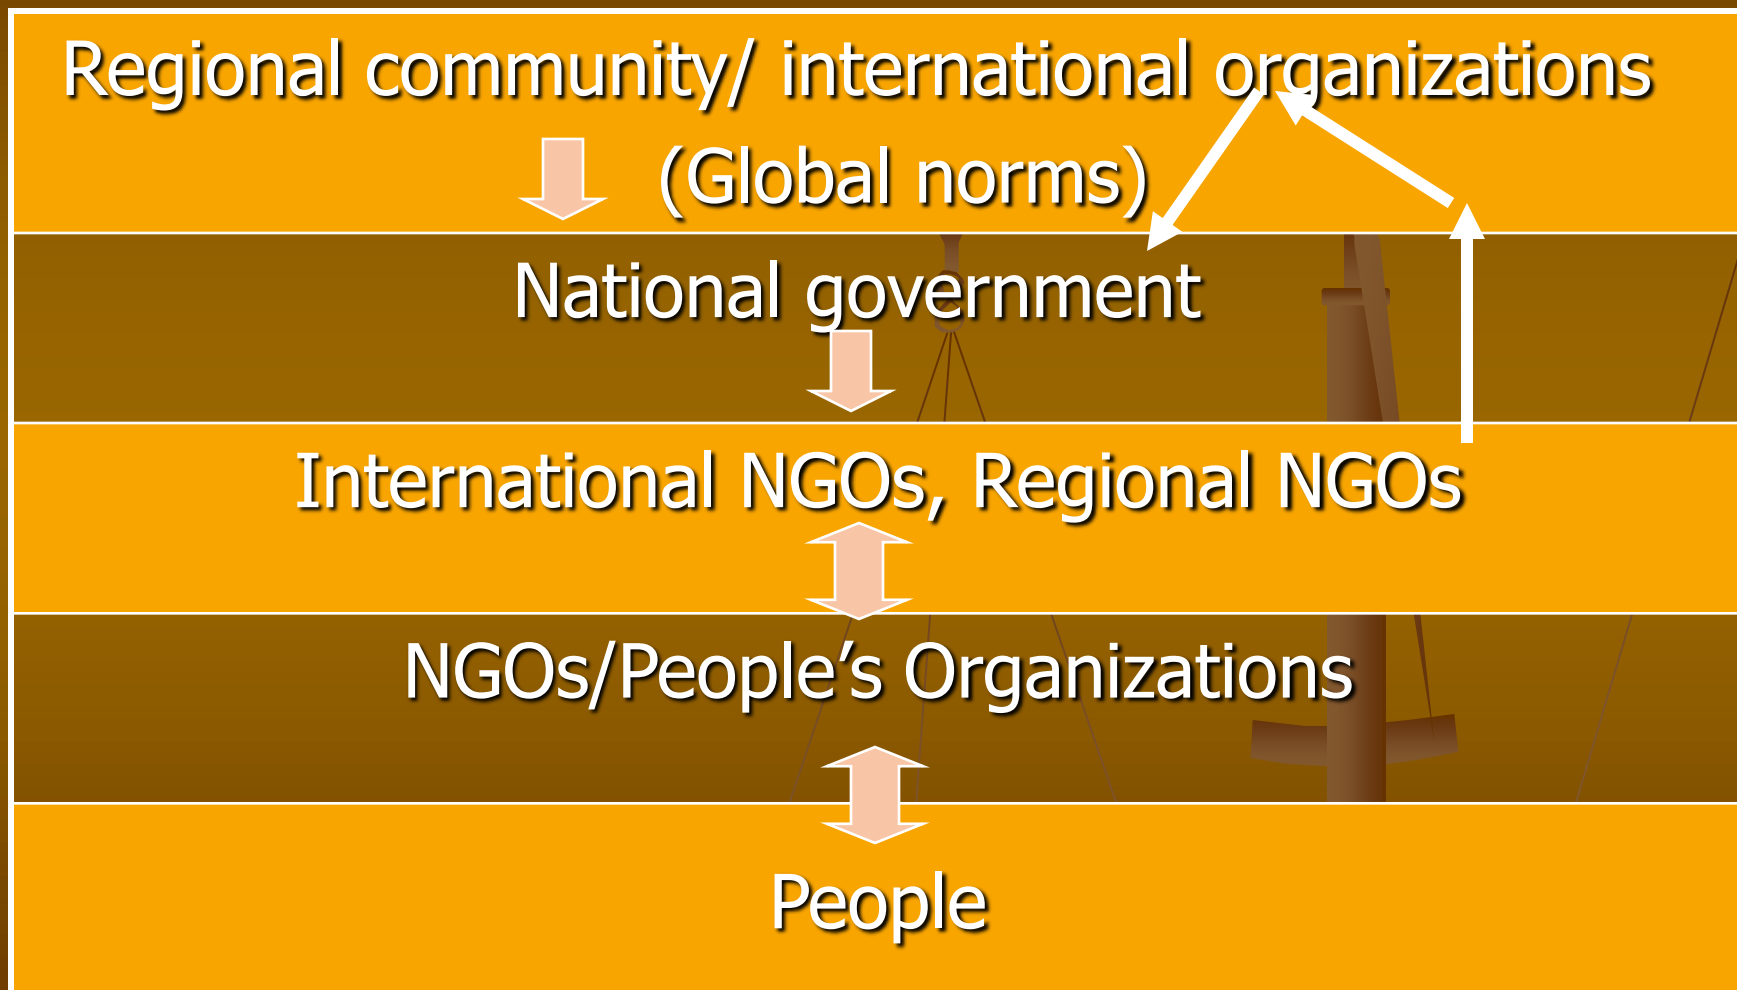 Regional community/ international organizations
(Global norms)
National government
International NGOs, Regional NGOs
NGOs/People’s Organizations
People